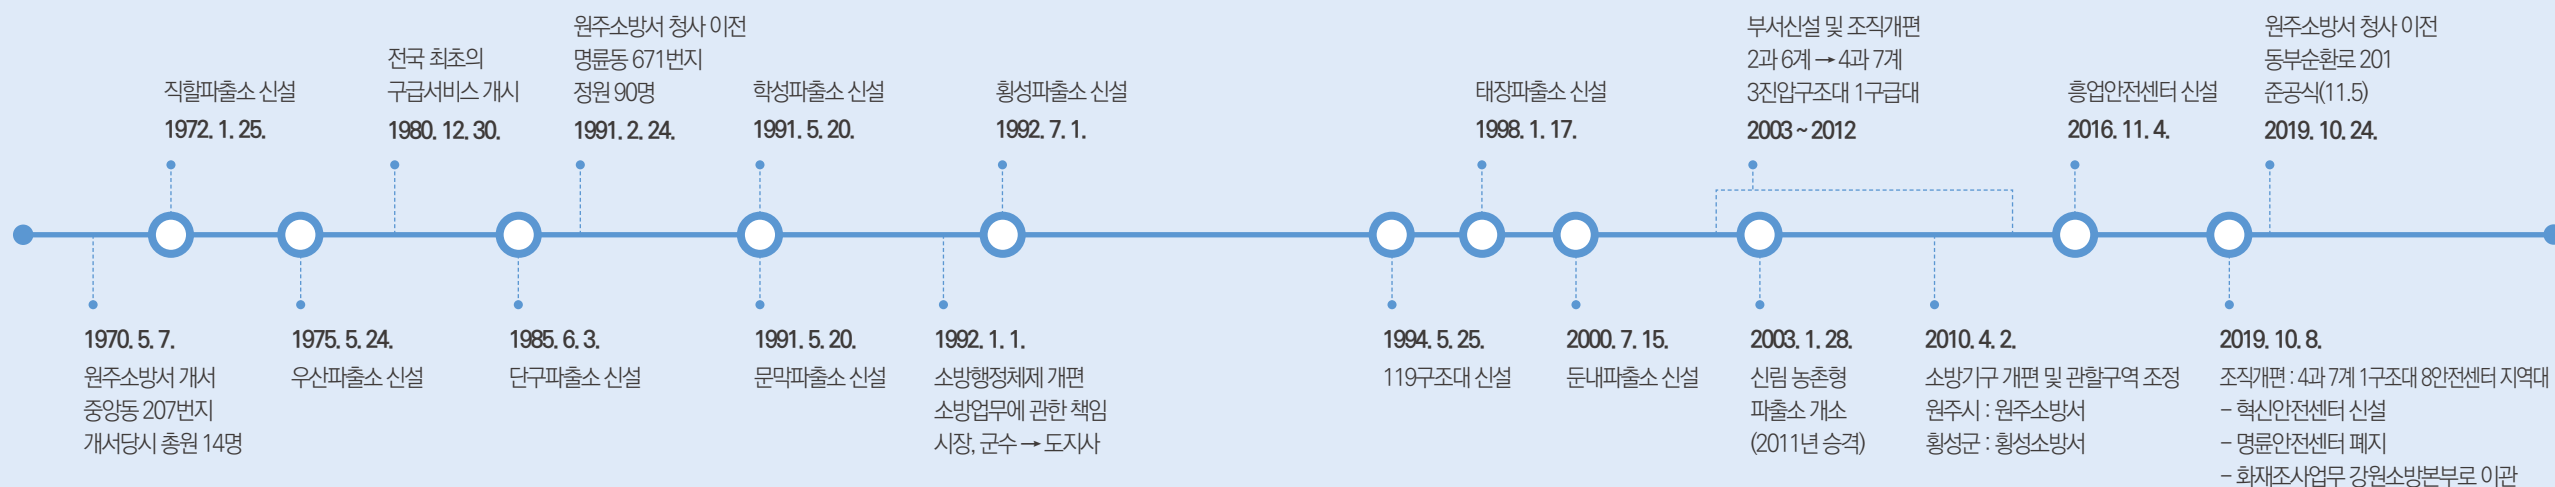 직할파출소 신설
1972. 1. 25.
전국 최초의
구급서비스 개시
1980. 12. 30.
원주소방서 청사 이전
명륜동 671번지
정원 90명
1991. 2. 24.
학성파출소 신설
1991. 5. 20.
횡성파출소 신설
1992. 7. 1.
태장파출소 신설
1998. 1. 17.
부서신설 및 조직개편
2과 6계 → 4과 7계
3진압구조대 1구급대
2003 ~ 2012
흥업안전센터 신설
2016. 11. 4.
원주소방서 청사 이전
동부순환로 201
준공식(11.5)
2019. 10. 24.
1970. 5. 7.
원주소방서 개서
중앙동 207번지
개서당시 총원 14명
1975. 5. 24.
우산파출소 신설
1985. 6. 3.
단구파출소 신설
1991. 5. 20.
문막파출소 신설
1992. 1. 1.
소방행정체제 개편
소방업무에 관한 책임
시장, 군수 → 도지사
1994. 5. 25.
119구조대 신설
2000. 7. 15.
둔내파출소 신설
2003. 1. 28.
신림 농촌형
파출소 개소
(2011년 승격)
2010. 4. 2.
소방기구 개편 및 관할구역 조정
원주시 : 원주소방서
횡성군 : 횡성소방서
2019. 10. 8.
조직개편 : 4과 7계 1구조대 8안전센터 지역대
– 혁신안전센터 신설
– 명륜안전센터 폐지
– 화재조사업무 강원소방본부로 이관